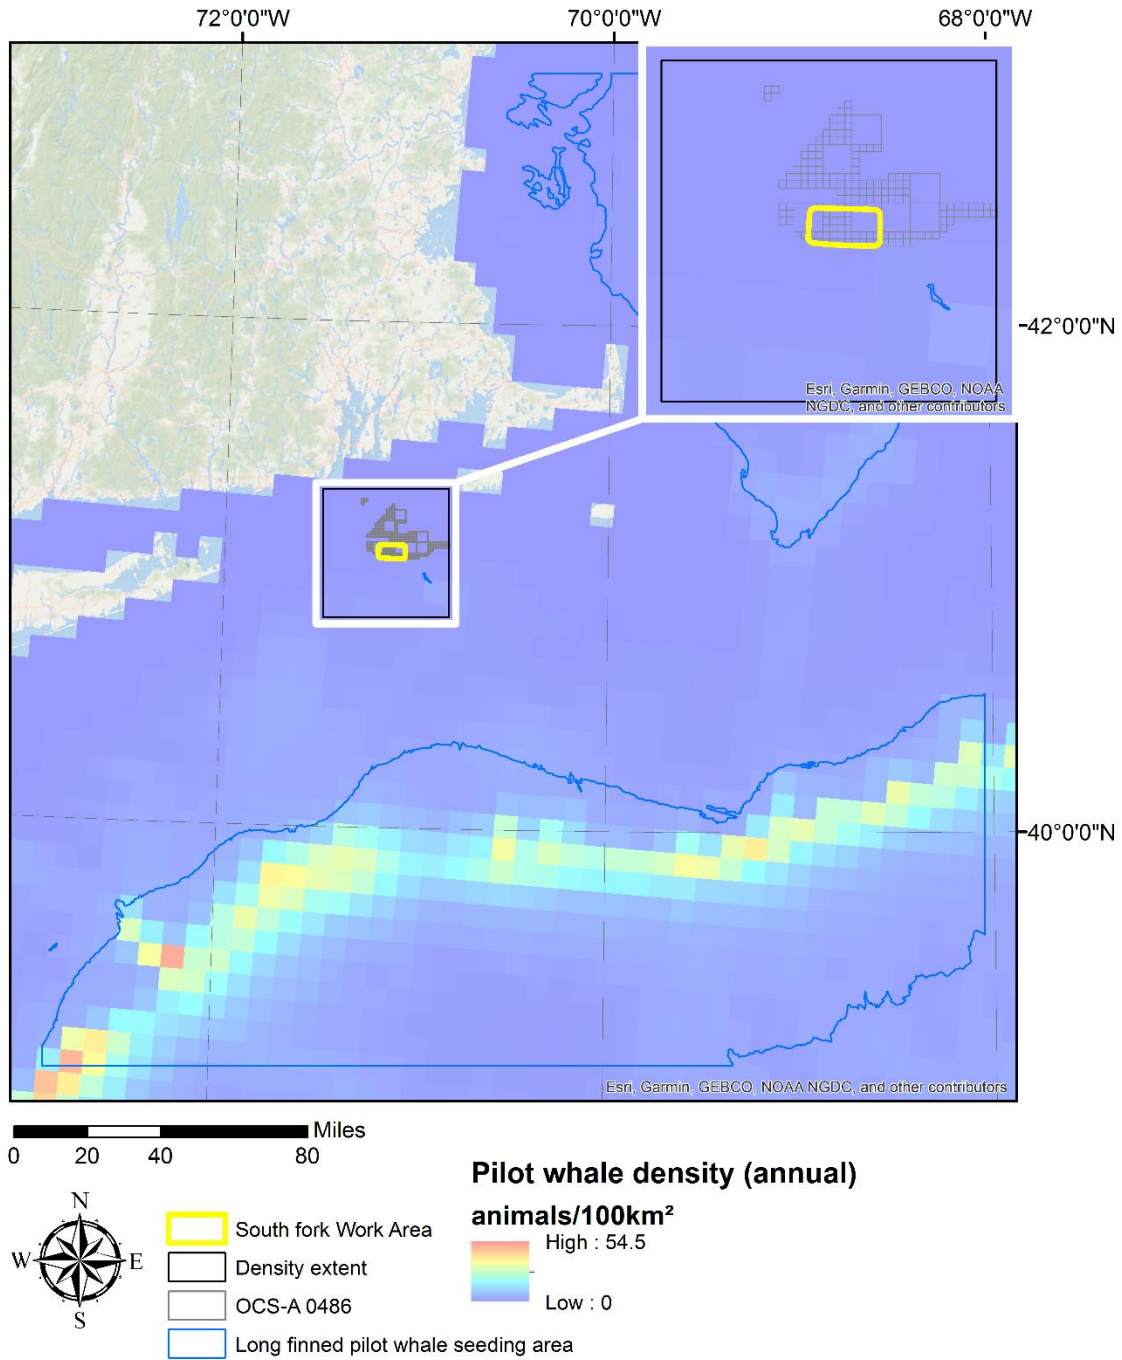 72°0'0"W 70°0'0"W 68°0'0"W
42°0'0"N
Esri, Garmin, GEBCO, NOAA
NGDC, and other contributors
40°0'0"N
Esri, Garmin, GEBCO, NOAA NGDC, and other contributors
Miles
0 20 40 80
Pilot whale density (annual)
animals/100km²
High : 54.5
Low : 0
N
W E
S
South fork Work Area
Density extent
OCS-A 0486
Long finned pilot whale seeding area